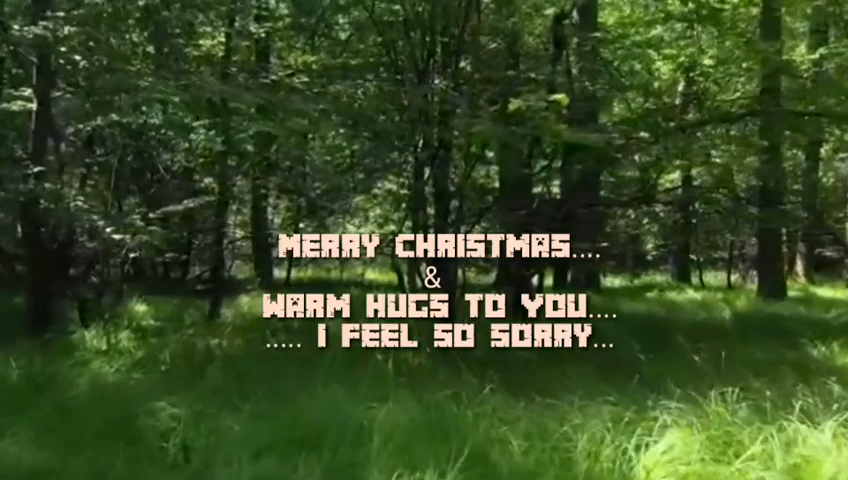 MERRY CHRISTMAS....
&
WARM HUGS TO YOU....
..... I FEEL SO SORRY...